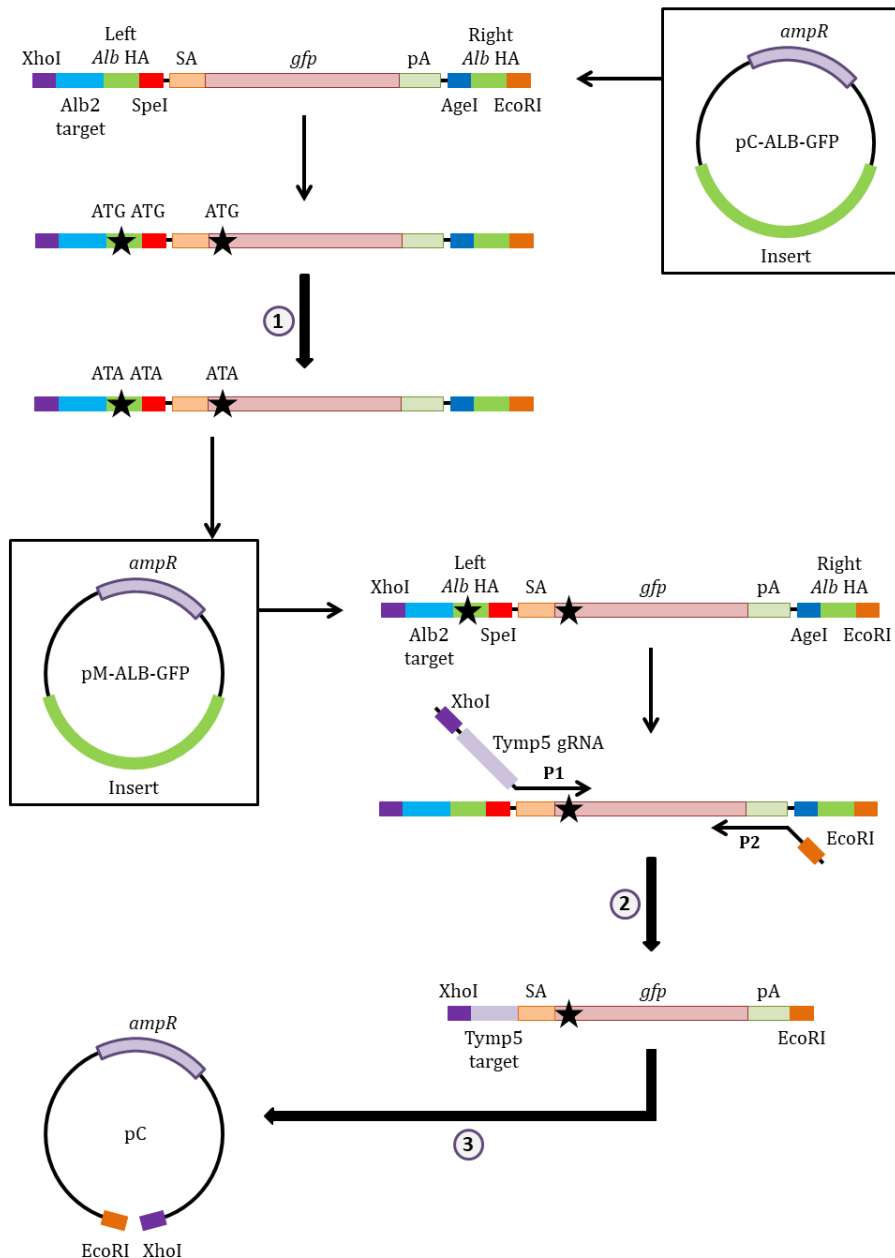 Left
Alb HA
Right
Alb HA
XhoI
SA
gfp
pA
Alb2
target
SpeI
AgeI
EcoRI
ampR
pC-ALB-GFP
Insert
ATG ATG
ATG
1
ATA ATA
ATA
ampR
pM-ALB-GFP
Insert
Left
Alb HA
Right
Alb HA
XhoI
SA
gfp
pA
Alb2
target
SpeI
AgeI
EcoRI
XhoI
Tymp5 gRNA
P1
P2
EcoRI
2
XhoI
SA
gfp
pA
Tymp5
target
EcoRI
ampR
pC
3
EcoRI
XhoI